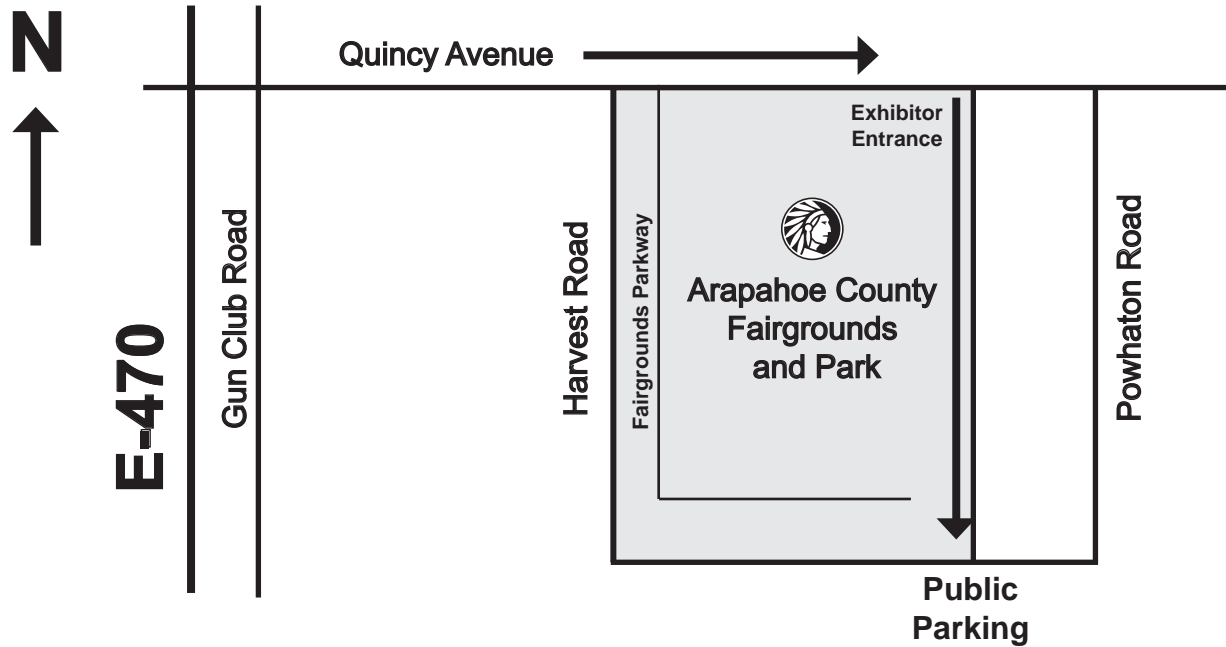 N
Quincy Avenue
Exhibitor
Entrance
E-470
Gun Club Road
Harvest Road
Fairgrounds Parkway
Arapahoe County
Fairgrounds
and Park
Powhaton Road
Public
Parking